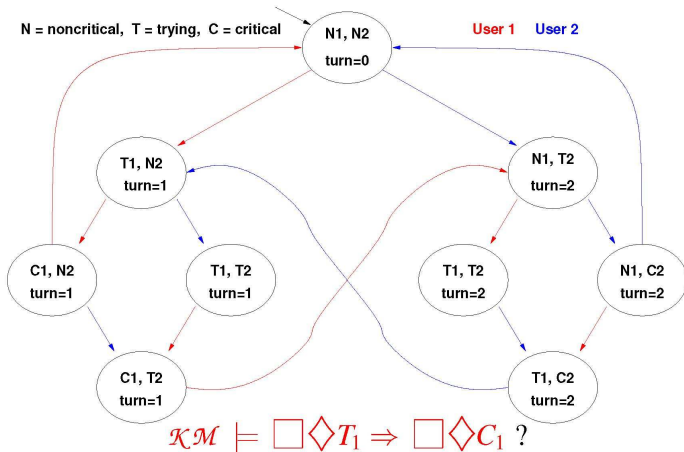 N = noncritical, T = trying, C = critical
User 1 User 2
N1, N2
turn=0
T1, N2
turn=1
N1, T2
turn=2
C1, N2
turn=1
T1, T2
turn=1
T1, T2
turn=2
N1, C2
turn=2
C1, T2
turn=1
T1, C2
turn=2
𝒦ℳ ⊨ □◇T₁ ⇒ □◇C₁ ?